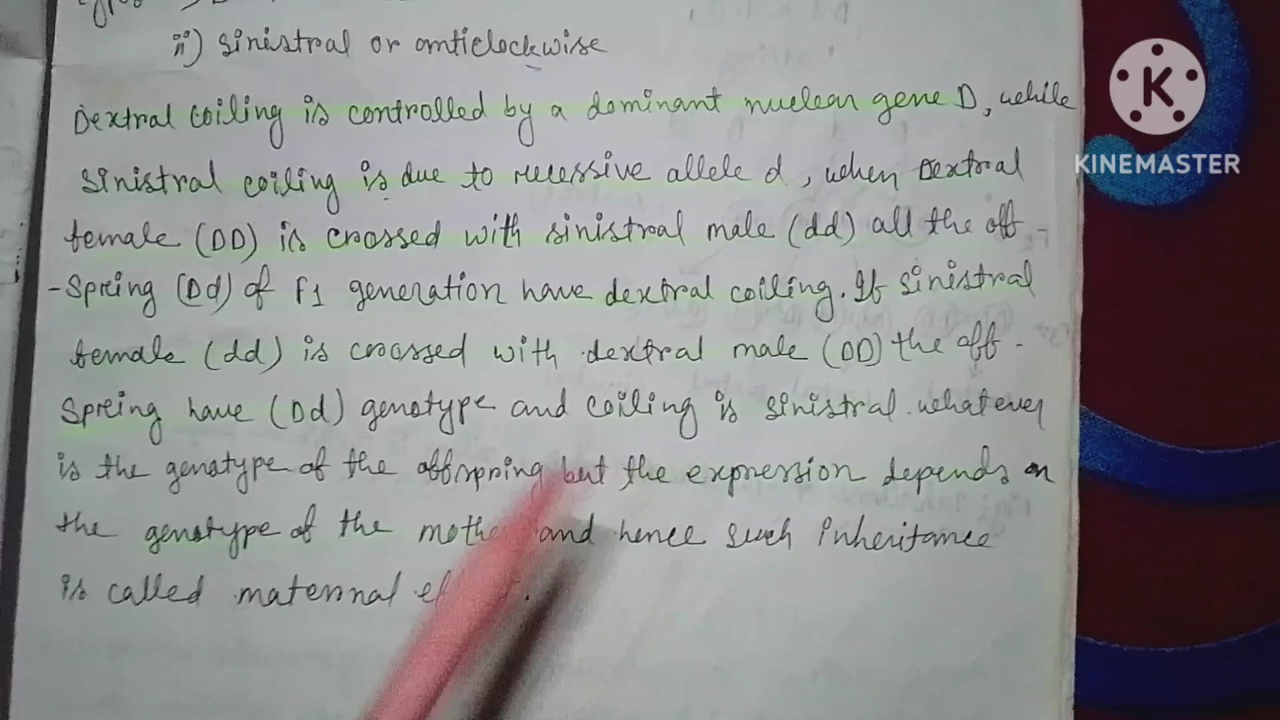 ii) Sinistral or anticlockwise
Dextral coiling is controlled by a dominant nuclear gene D, while
Sinistral coiling is due to recessive allele d, when Dextral
female (DD) is crossed with sinistral male (dd) all the off
-Spring (Dd) of F1 generation have dextral coiling. If sinistral
female (dd) is crossed with dextral male (DD) the off-
Spring have (Dd) genotype and coiling is sinistral. whatever
is the genotype of the offspring but the expression depends on
the genotype of the and hence such inheritance
is called maternal
K
KINEMASTER